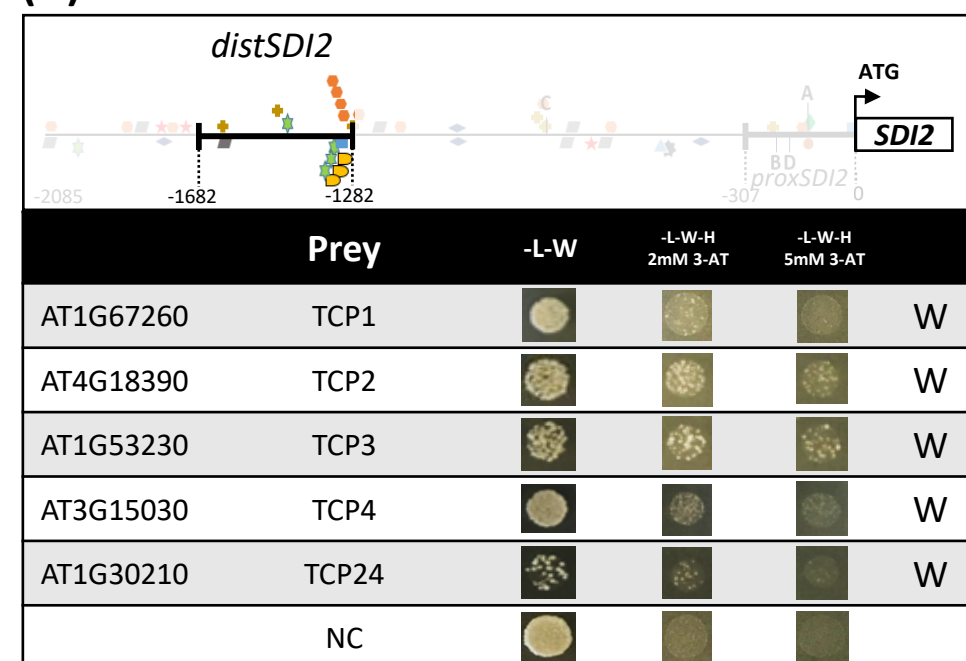 distSDI2
ATG
C
A
SDI2
B D
proxSDI2
-2085
-1682
-1282
-307
0
Prey -L-W -L-W-H 2mM 3-AT -L-W-H 5mM 3-AT
AT1G67260 TCP1 W
AT4G18390 TCP2 W
AT1G53230 TCP3 W
AT3G15030 TCP4 W
AT1G30210 TCP24 W
NC